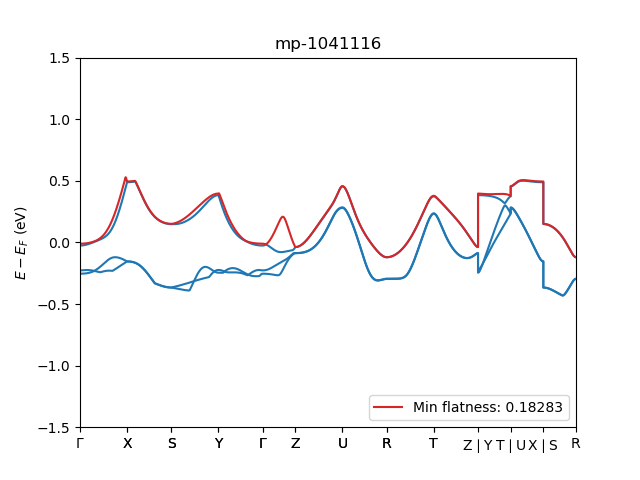 mp-1041116
E − E_F (eV)
1.5
1.0
0.5
0.0
−0.5
−1.0
−1.5
Min flatness: 0.18283
Γ X S Y Γ Z U R T Z | Y T | U X | S R